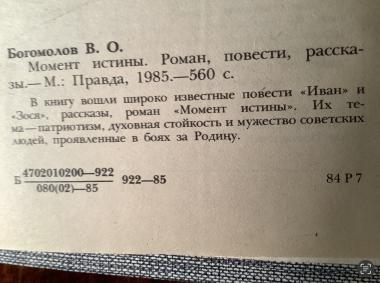 Богомолов В. О.
Момент истины. Роман, повести, расска-
зы.— М.: Правда, 1985.—560 с.
В книгу вошли широко известные повести «Иван» и
«Зося», рассказы, роман «Момент истины». Их те-
ма—патриотизм, духовная стойкость и мужество советских
людей, проявленные в боях за Родину.
Б 4702010200—922
080(02)—85 922—85 84 Р 7